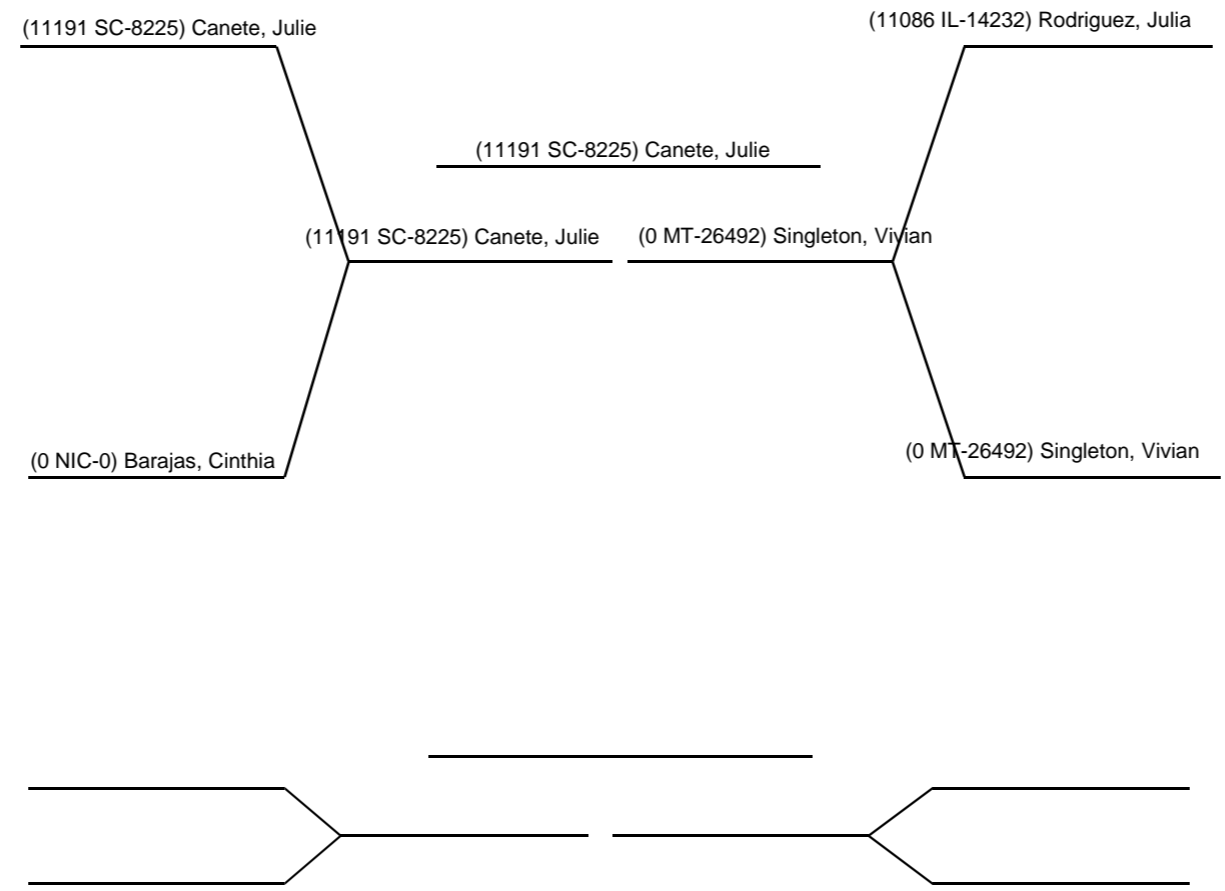 (11191 SC-8225) Canete, Julie
(11086 IL-14232) Rodriguez, Julia
(11191 SC-8225) Canete, Julie
(11191 SC-8225) Canete, Julie
(0 MT-26492) Singleton, Vivian
(0 NIC-0) Barajas, Cinthia
(0 MT-26492) Singleton, Vivian